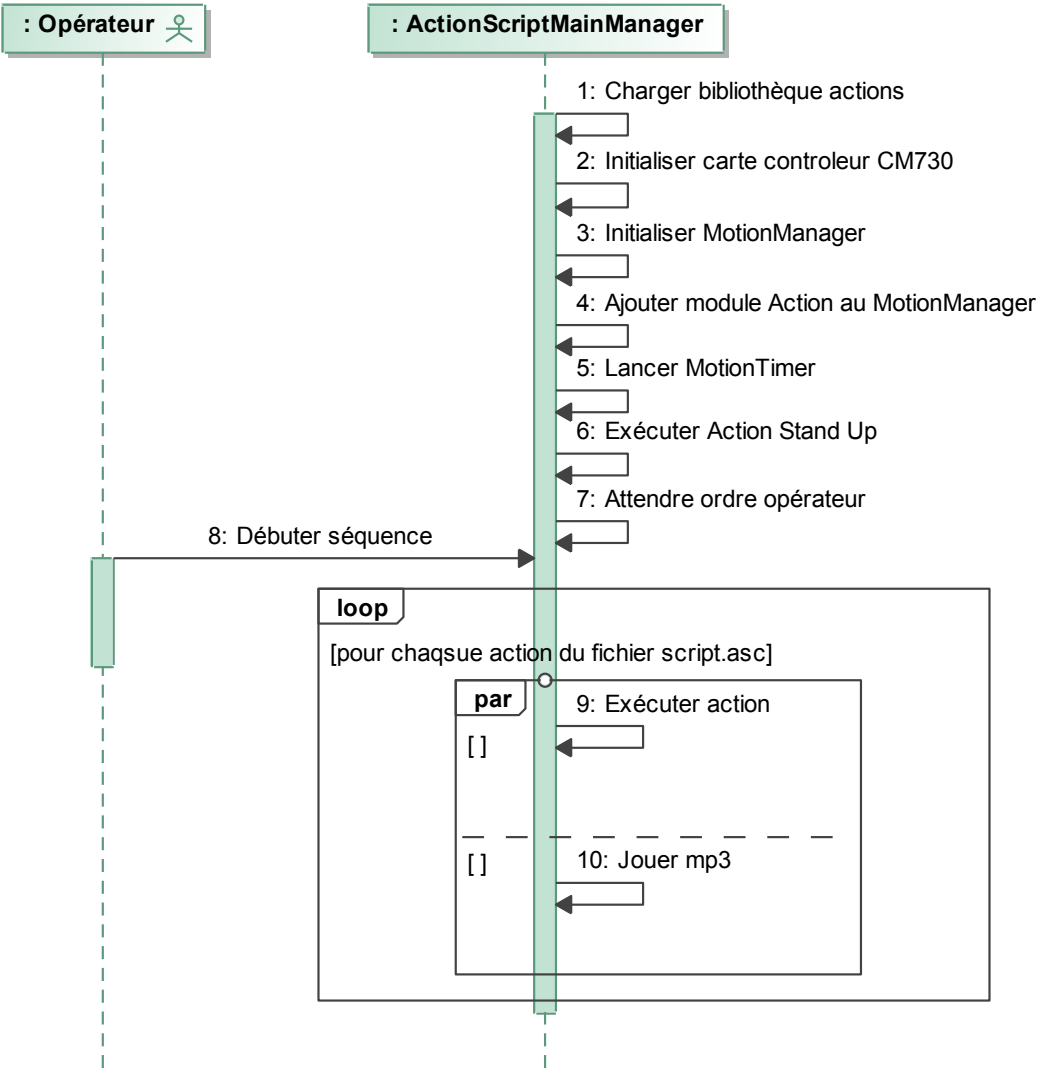 : Opérateur
: ActionScriptMainManager
1: Charger bibliothèque actions
2: Initialiser carte controleur CM730
3: Initialiser MotionManager
4: Ajouter module Action au MotionManager
5: Lancer MotionTimer
6: Exécuter Action Stand Up
7: Attendre ordre opérateur
8: Débuter séquence
loop
[pour chaqsue action du fichier script.asc]
par
9: Exécuter action
[ ]
10: Jouer mp3
[ ]